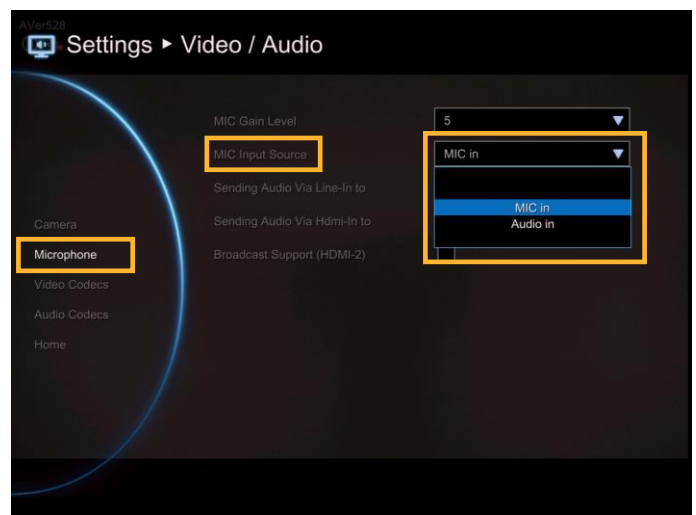 AVer528
Settings ► Video / Audio
MIC Gain Level
5
MIC Input Source
MIC in
Sending Audio Via Line-In to
MIC in
Sending Audio Via Hdmi-In to
Audio in
Broadcast Support (HDMI-2)
Camera
Microphone
Video Codecs
Audio Codecs
Home